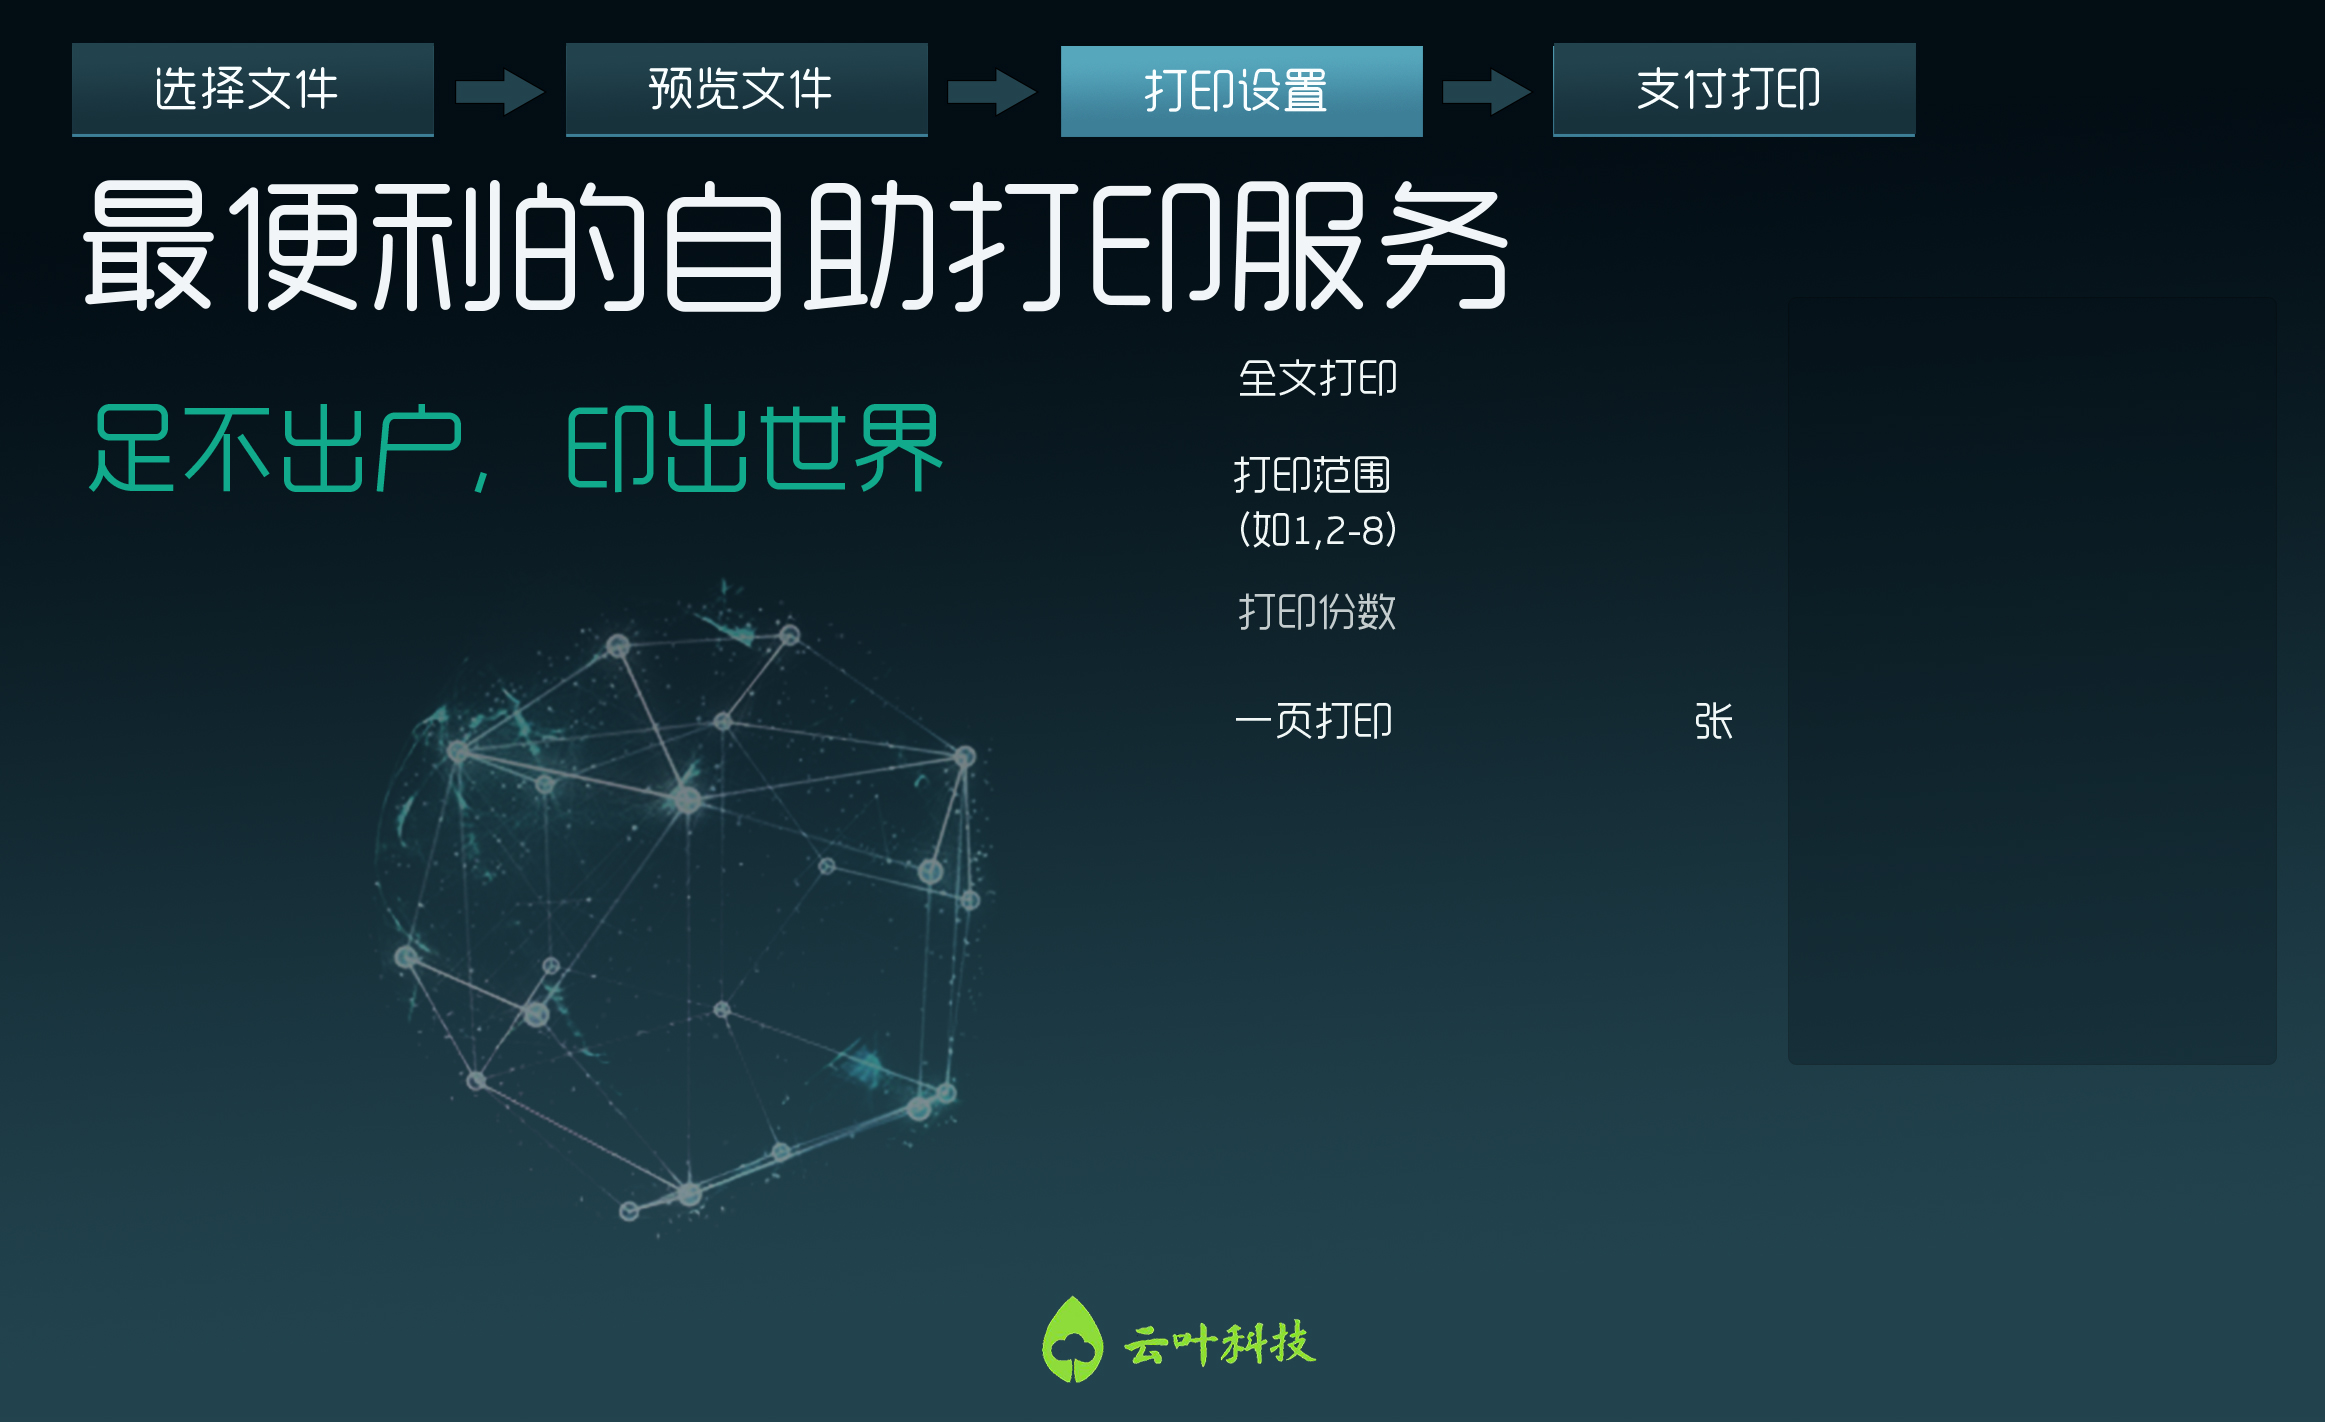 选择文件
预览文件
打印设置
支付打印
最便利的自助打印服务
足不出户，印出世界
全文打印
打印范围
(如1,2-8)
打印份数
一页打印 张
云叶科技